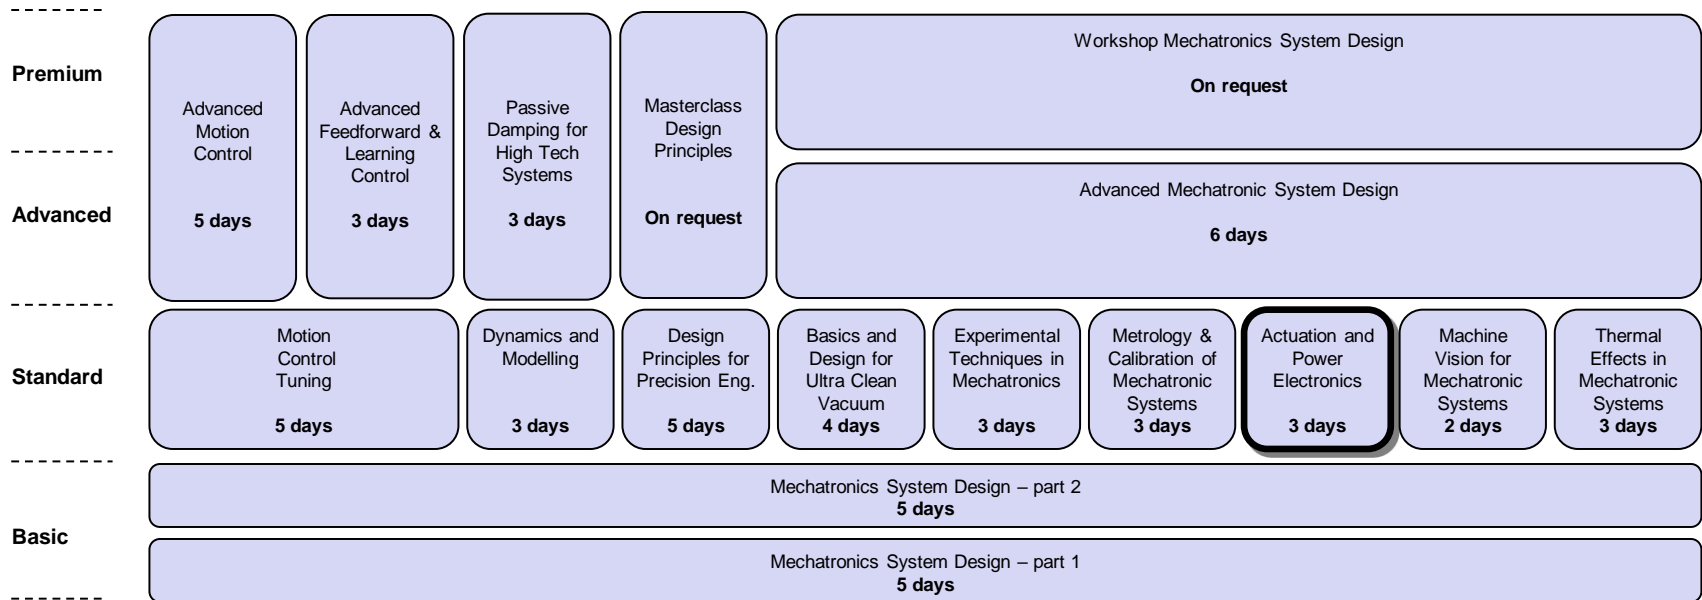 Premium
Advanced
Motion
Control
5 days
Advanced
Feedforward &
Learning
Control
3 days
Passive
Damping for
High Tech
Systems
3 days
Masterclass
Design
Principles
On request
Workshop Mechatronics System Design
On request
Advanced
Advanced Mechatronic System Design
6 days
Standard
Motion
Control
Tuning
5 days
Dynamics and
Modelling
3 days
Design
Principles for
Precision Eng.
5 days
Basics and
Design for
Ultra Clean
Vacuum
4 days
Experimental
Techniques in
Mechatronics
3 days
Metrology &
Calibration of
Mechatronic
Systems
3 days
Actuation and
Power
Electronics
3 days
Machine
Vision for
Mechatronic
Systems
2 days
Thermal
Effects in
Mechatronic
Systems
3 days
Basic
Mechatronics System Design – part 2
5 days
Mechatronics System Design – part 1
5 days